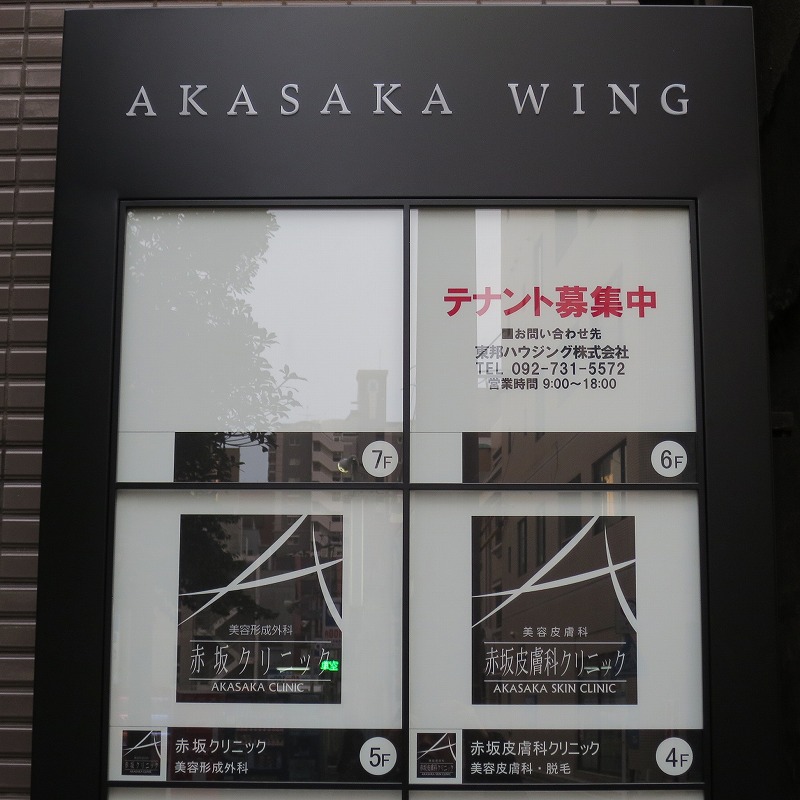 AKASAKA WING
テナント募集中
■お問い合わせ先
東邦ハウジング株式会社
TEL 092-731-5572
営業時間 9:00〜18:00
7F
6F
美容形成外科
赤坂クリニック
AKASAKA CLINIC
美容皮膚科
赤坂皮膚科クリニック
AKASAKA SKIN CLINIC
赤坂クリニック
美容形成外科
5F
赤坂皮膚科クリニック
美容皮膚科・脱毛
4F